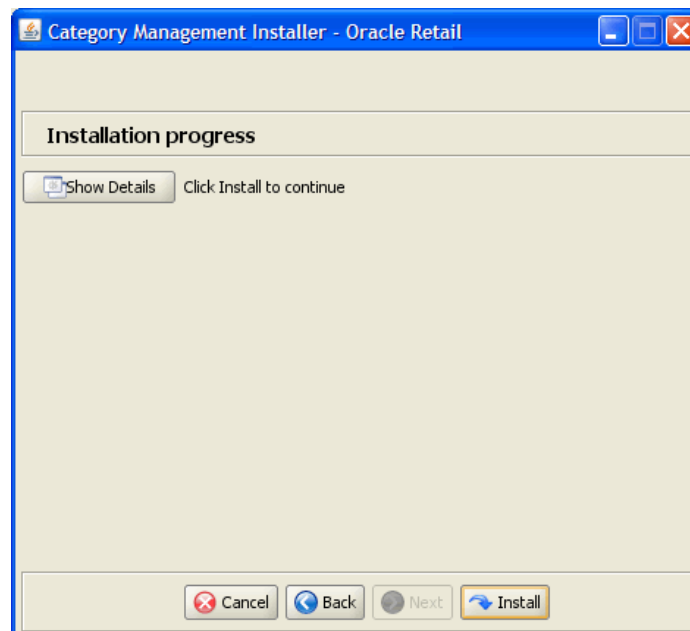 Category Management Installer - Oracle Retail
Installation progress
Show Details Click Install to continue
Cancel Back Next Install